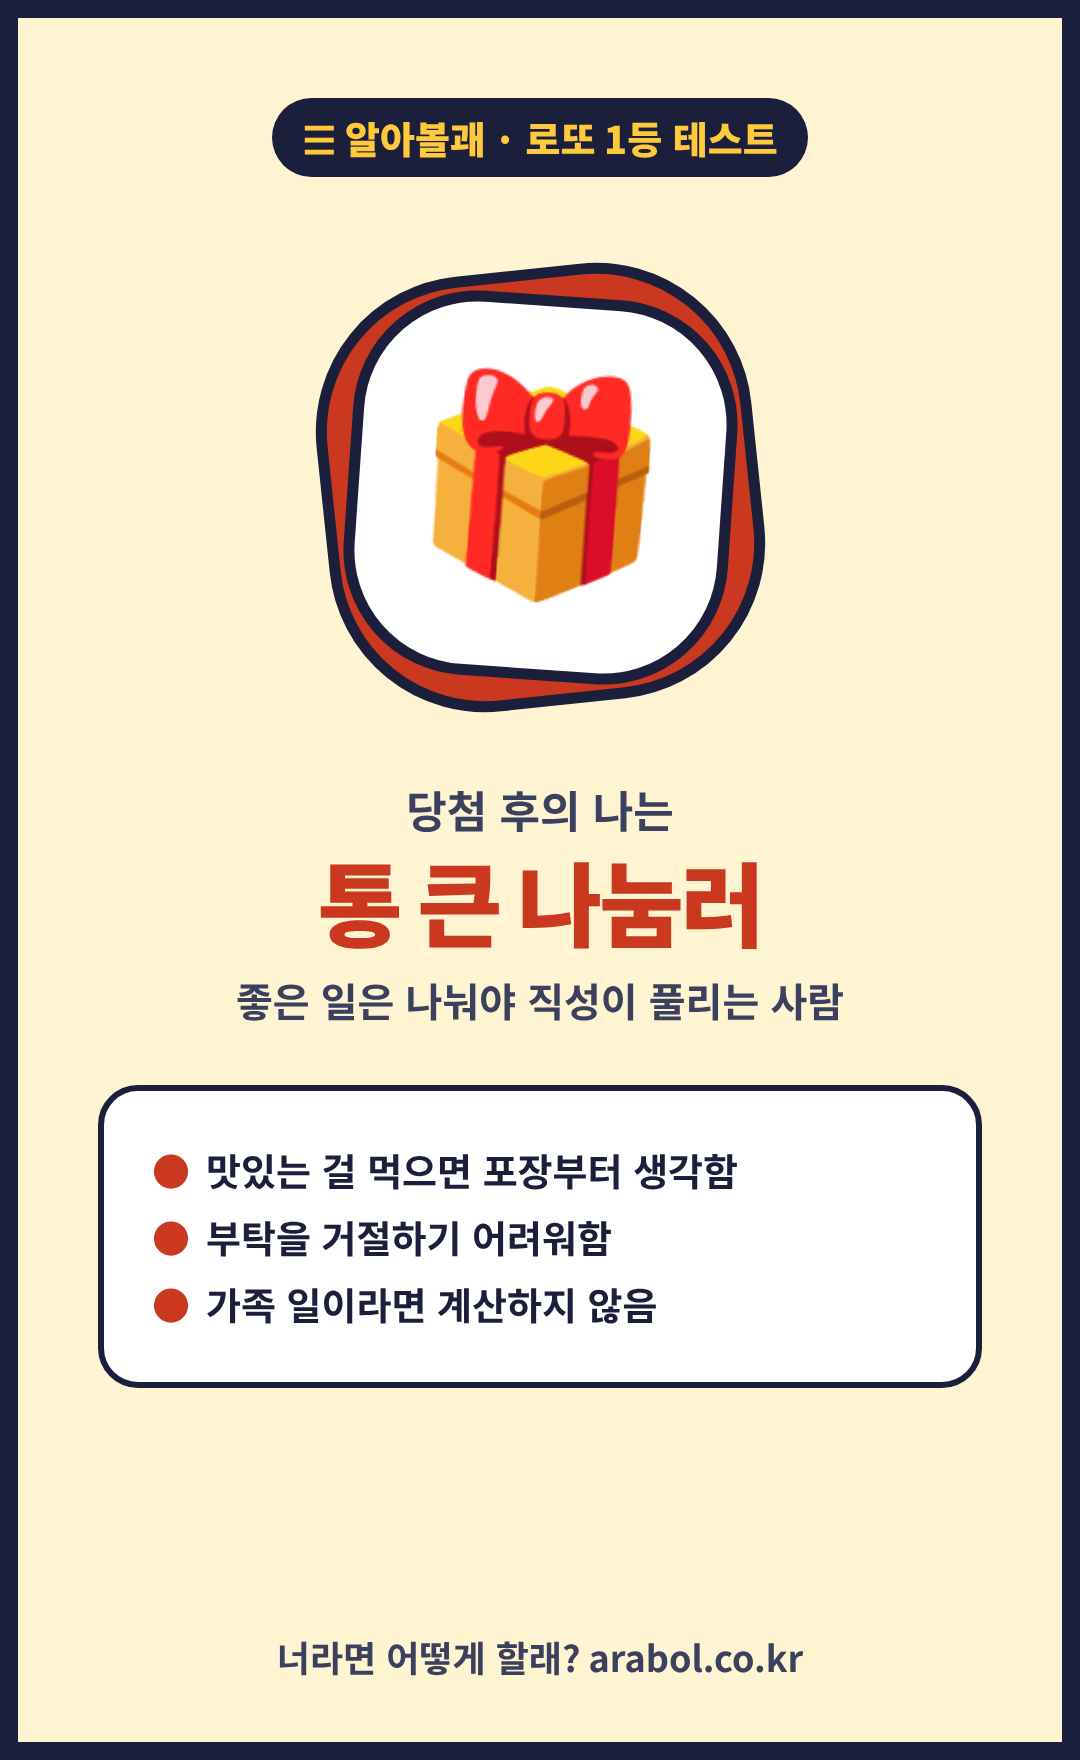 ☰ 알아볼괘 · 로또 1등 테스트
당첨 후의 나는
통 큰 나눔러
좋은 일은 나눠야 직성이 풀리는 사람
맛있는 걸 먹으면 포장부터 생각함
부탁을 거절하기 어려워함
가족 일이라면 계산하지 않음
너라면 어떻게 할래? arabol.co.kr